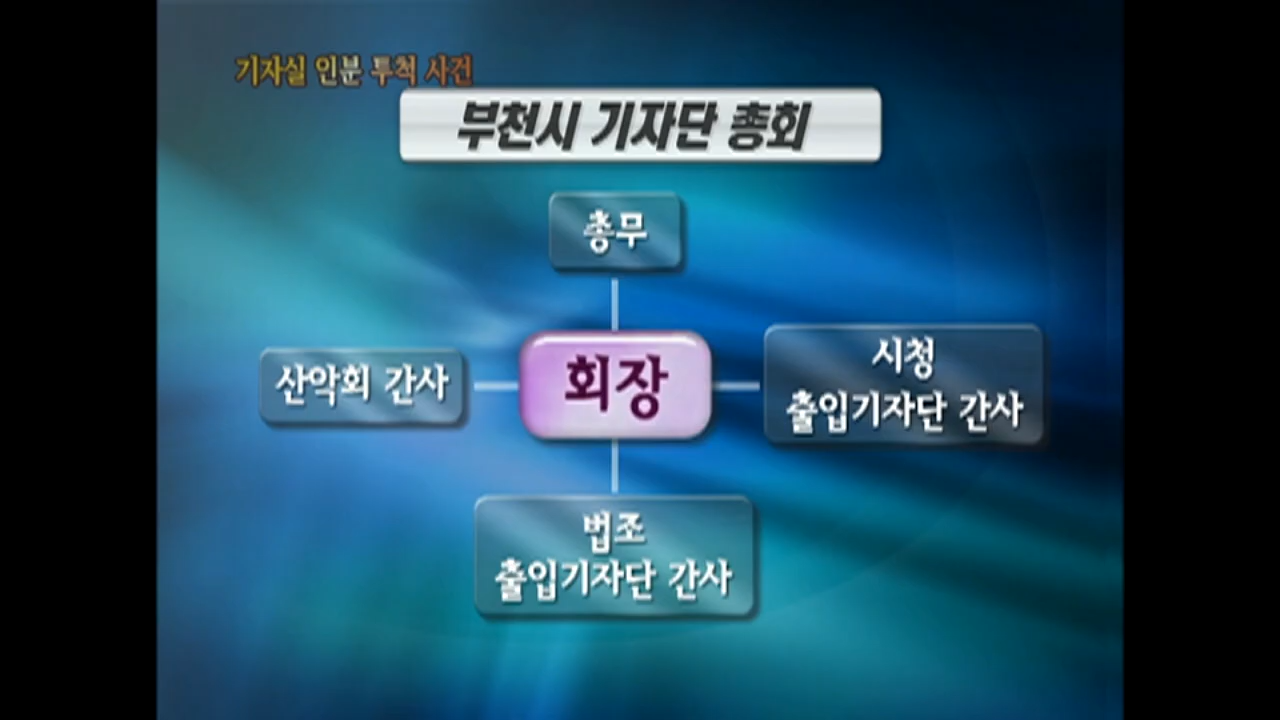 기자실 인분 투척 사건
부천시 기자단 총회
총무
산악회 간사
회장
시청
출입기자단 간사
법조
출입기자단 간사